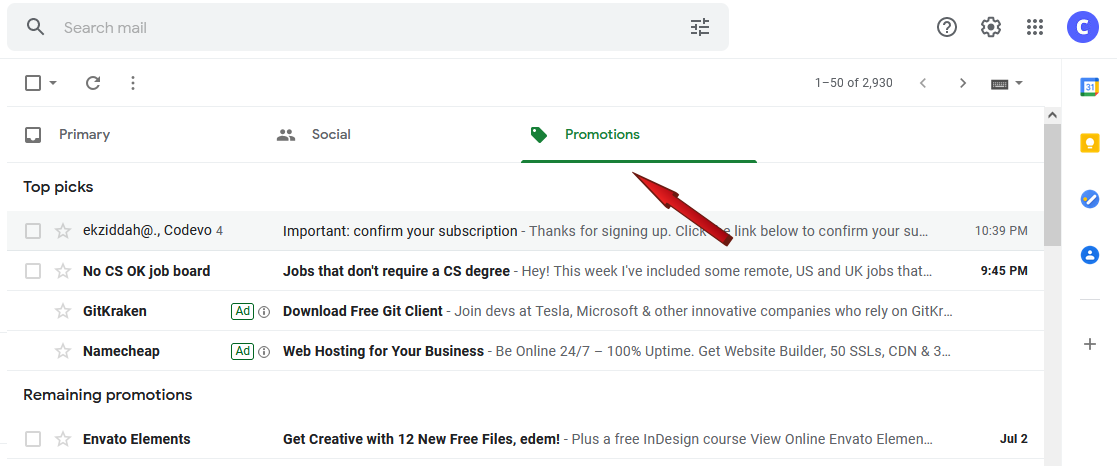 Search mail
C
1–50 of 2,930
31
Primary Social Promotions
Top picks
ekziddah@., Codevo 4 Important: confirm your subscription - Thanks for signing up. Click link below to confirm your su... 10:39 PM
No CS OK job board Jobs that don't require a CS degree - Hey! This week I've included some remote, US and UK jobs that... 9:45 PM
GitKraken Ad Download Free Git Client - Join devs at Tesla, Microsoft & other innovative companies who rely on GitKr...
Namecheap Ad Web Hosting for Your Business - Be Online 24/7 – 100% Uptime. Get Website Builder, 50 SSLs, CDN & 3...
Remaining promotions
Envato Elements Get Creative with 12 New Free Files, edem! - Plus a free InDesign course View Online Envato Elemen... Jul 2